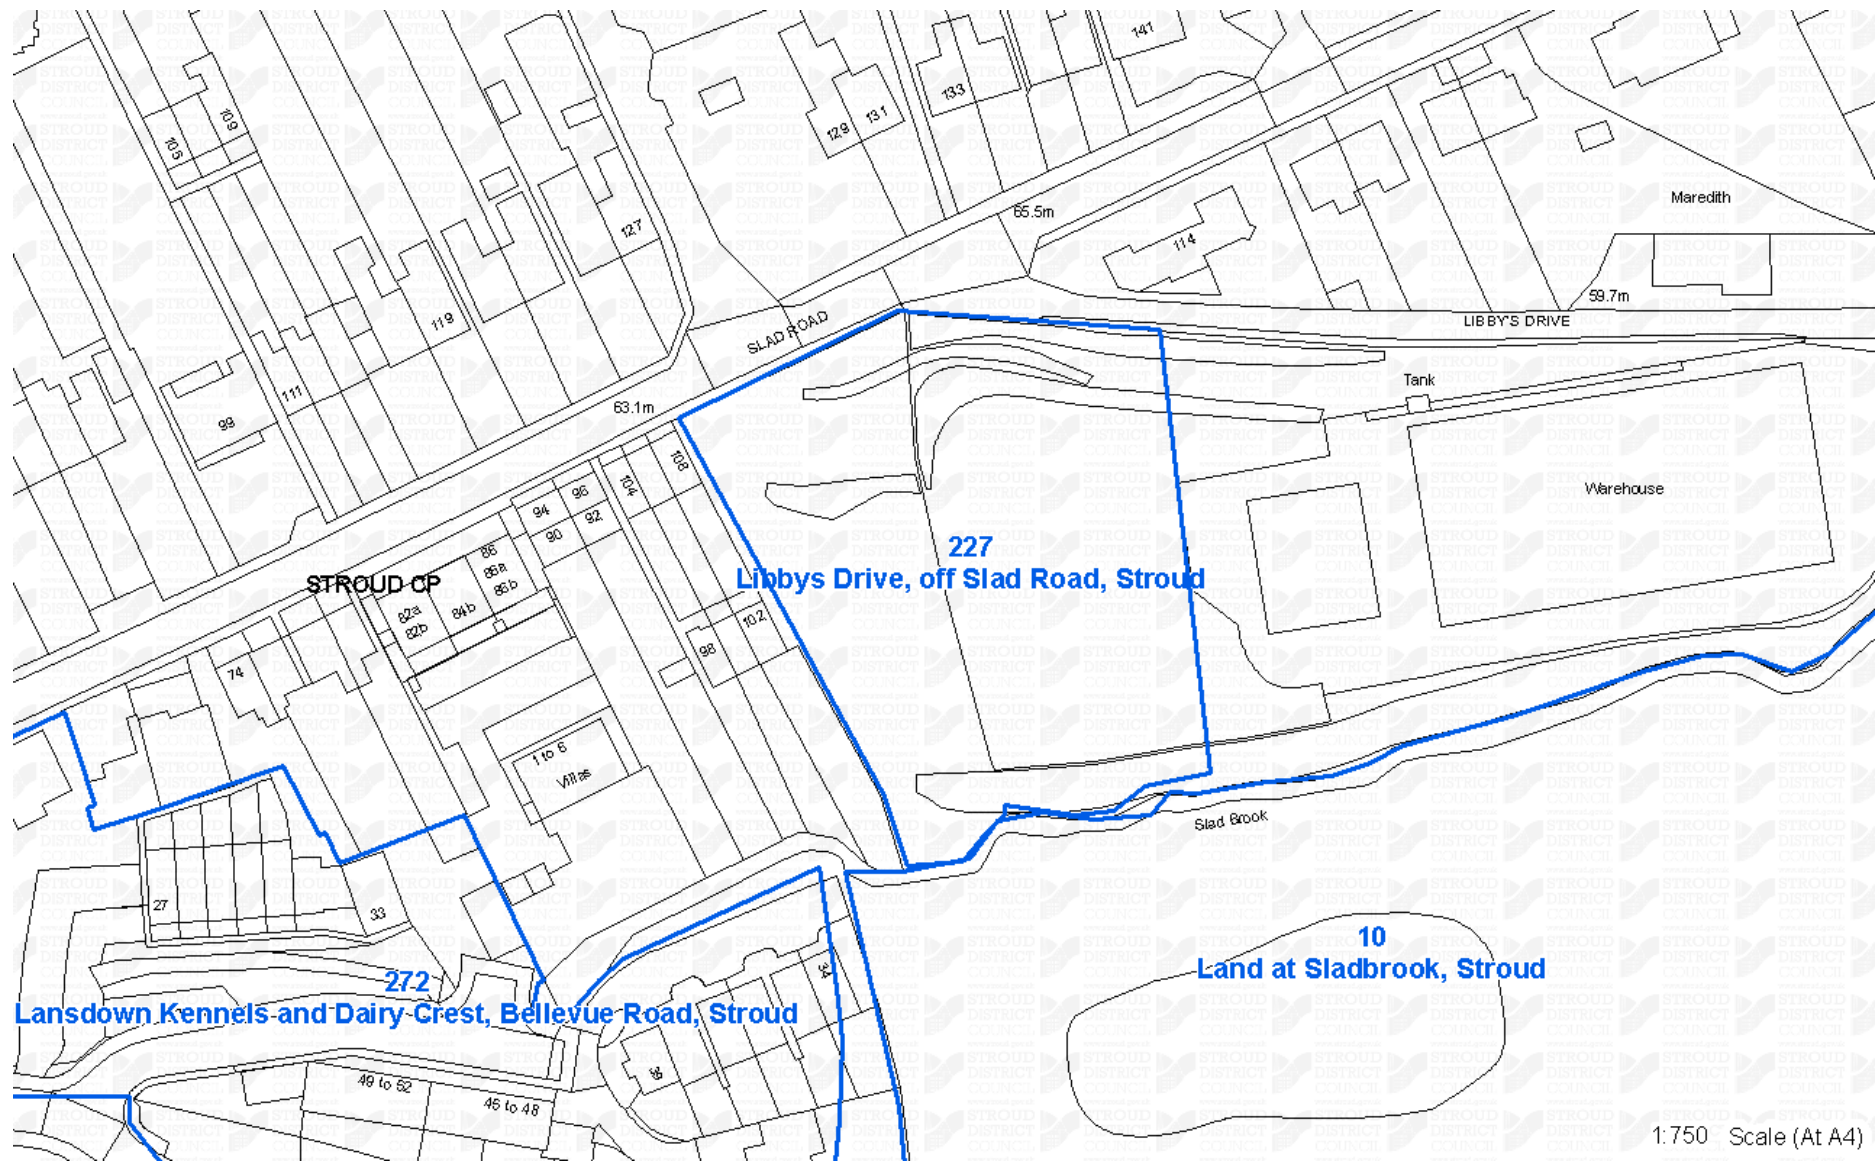 141
133
131
129
109
105
127
65.5m
Maredith
114
59.7m
LIBBY'S DRIVE
SLAD ROAD
119
111
63.1m
99
Tank
108
104
96
94
92
90
Warehouse
86
86a
86b
84b
82a
82b
STROUD CP
227
Libbys Drive, off Slad Road, Stroud
102
98
74
1 to 6
Villas
Slad Brook
27
33
10
Land at Sladbrook, Stroud
34
272
Lansdown Kennels and Dairy Crest, Bellevue Road, Stroud
49 to 52
45 to 48
1:750 Scale (At A4)
STROUD
DISTRICT
COUNCIL